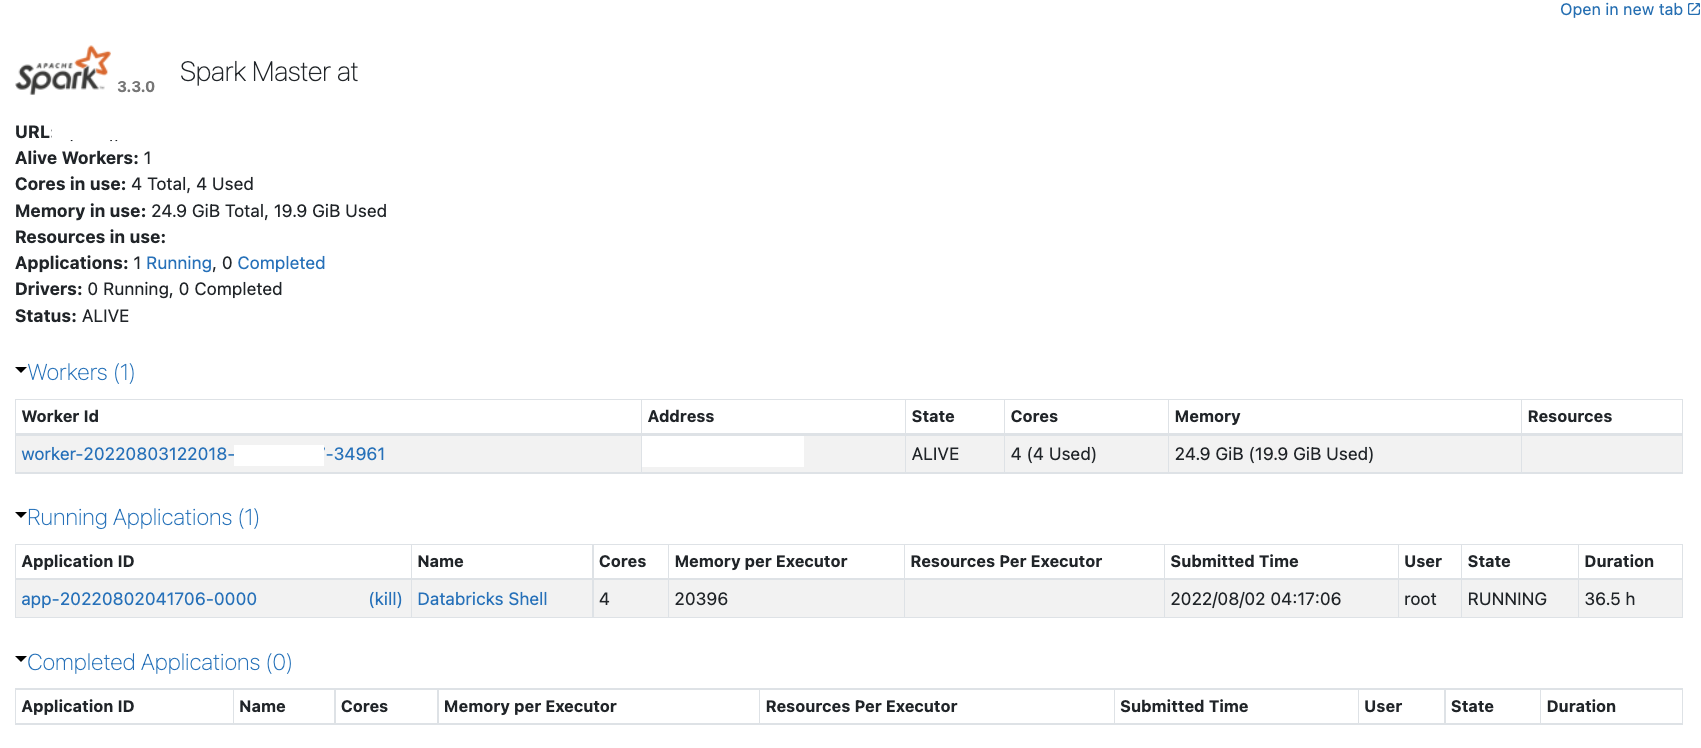 Open in new tab
APACHE Spark 3.3.0 Spark Master at
URL:
Alive Workers: 1
Cores in use: 4 Total, 4 Used
Memory in use: 24.9 GiB Total, 19.9 GiB Used
Resources in use:
Applications: 1 Running, 0 Completed
Drivers: 0 Running, 0 Completed
Status: ALIVE
Workers (1)
Worker Id Address State Cores Memory Resources
worker-20220803122018- -34961 ALIVE 4 (4 Used) 24.9 GiB (19.9 GiB Used)
Running Applications (1)
Application ID Name Cores Memory per Executor Resources Per Executor Submitted Time User State Duration
app-20220802041706-0000 (kill) Databricks Shell 4 20396 2022/08/02 04:17:06 root RUNNING 36.5 h
Completed Applications (0)
Application ID Name Cores Memory per Executor Resources Per Executor Submitted Time User State Duration